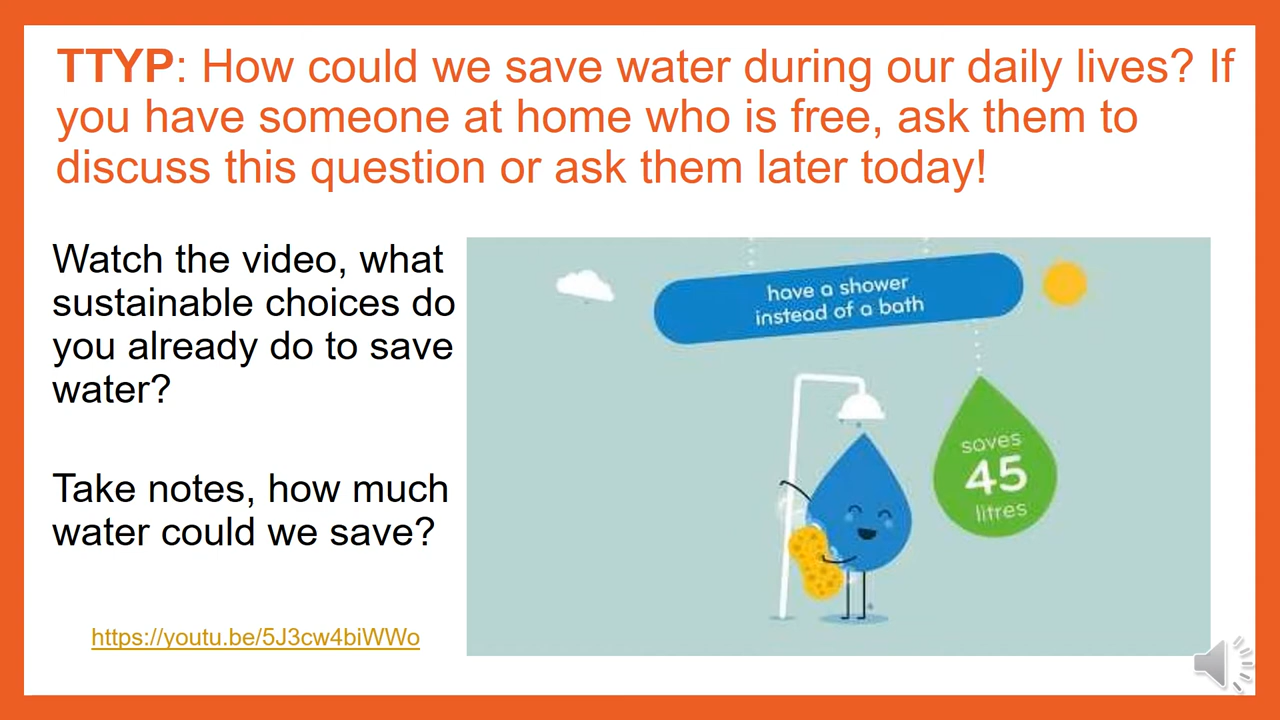 TTYP: How could we save water during our daily lives? If
you have someone at home who is free, ask them to
discuss this question or ask them later today!
Watch the video, what
sustainable choices do
you already do to save
water?
Take notes, how much
water could we save?
https://youtu.be/5J3cw4biWWo
have a shower
instead of a bath
saves
45
litres